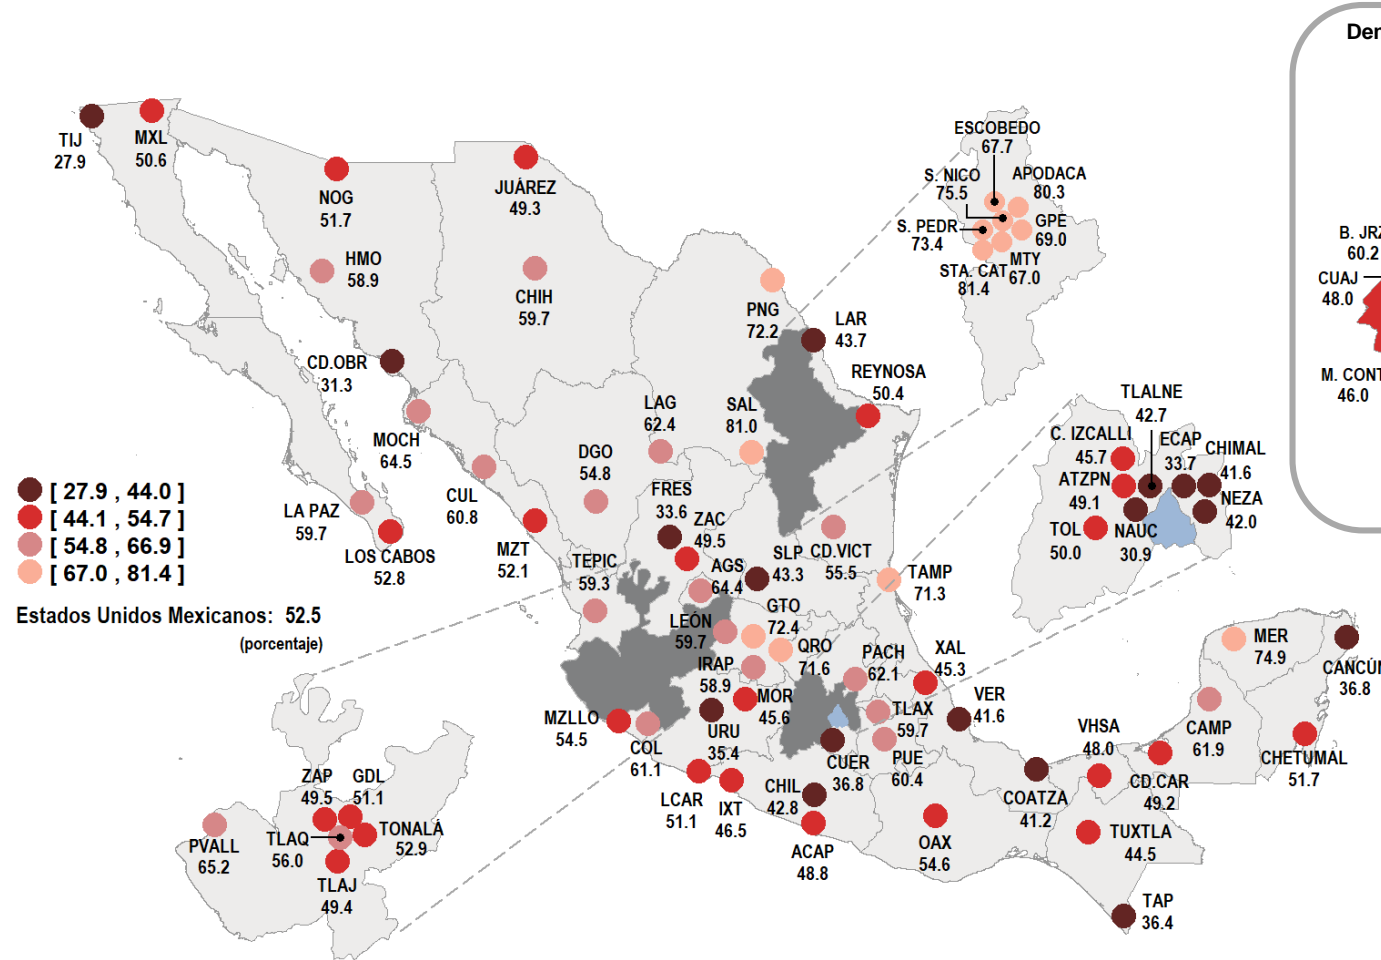 Den
TIJ
27.9
MXL
50.6
NOG
51.7
JUÁREZ
49.3
HMO
58.9
CHIH
59.7
ESCOBEDO
67.7
S. NICO
75.5
APODACA
80.3
S. PEDR
73.4
GPE
69.0
MTY
67.0
STA. CAT
81.4
B. JRZ
60.2
CUAJ
48.0
M. CONT
46.0
PNG
72.2
LAR
43.7
REYNOSA
50.4
CD.OBR
31.3
MOCH
64.5
LAG
62.4
SAL
81.0
DGO
54.8
CUL
60.8
FRES
33.6
ZAC
49.5
LA PAZ
59.7
LOS CABOS
52.8
MZT
52.1
TEPIC
59.3
AGS
64.4
SLP
43.3
CD.VICT
55.5
TAMP
71.3
TLALNE
42.7
C. IZCALLI
45.7
ECAP
33.7
CHIMAL
41.6
ATZPN
49.1
NEZA
42.0
TOL
50.0
NAUC
30.9
[ 27.9 , 44.0 ]
[ 44.1 , 54.7 ]
[ 54.8 , 66.9 ]
[ 67.0 , 81.4 ]
Estados Unidos Mexicanos: 52.5
(porcentaje)
LEÓN
59.7
GTO
72.4
QRO
71.6
IRAP
58.9
PACH
62.1
XAL
45.3
MOR
45.6
TLAX
59.7
VER
41.6
MZLLO
54.5
COL
61.1
URU
35.4
CUER
36.8
PUE
60.4
LCAR
51.1
IXT
46.5
CHIL
42.8
ACAP
48.8
OAX
54.6
COATZA
41.2
VHSA
48.0
CD.CAR
49.2
TUXTLA
44.5
TAP
36.4
MER
74.9
CANCÚN
36.8
CAMP
61.9
CHETUMAL
51.7
ZAP
49.5
GDL
51.1
PVALL
65.2
TLAQ
56.0
TONALÁ
52.9
TLAJ
49.4